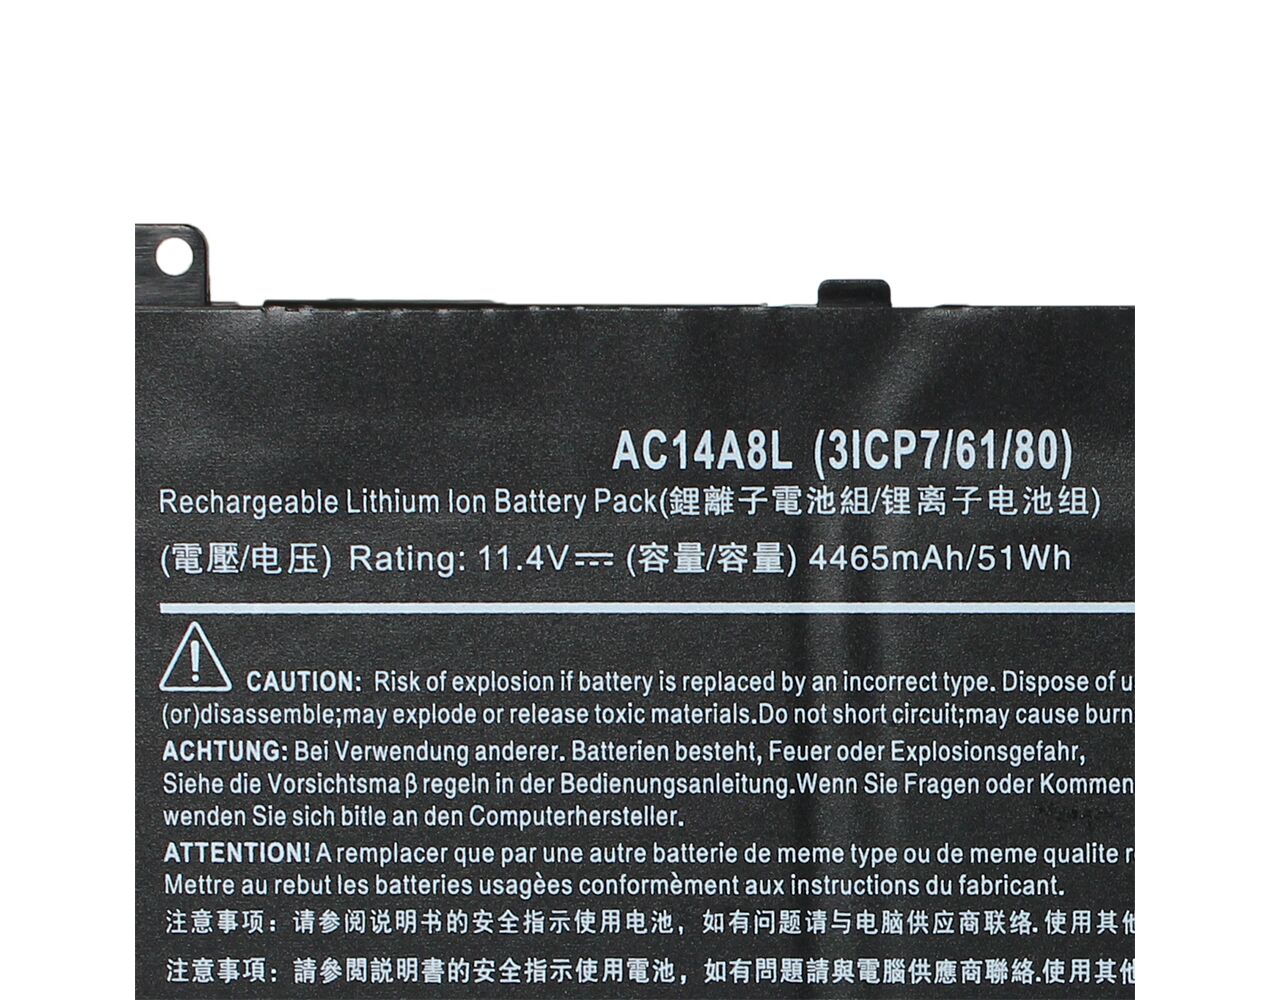 AC14A8L (3ICP7/61/80)
Rechargeable Lithium Ion Battery Pack(鋰離子電池組/锂离子电池组)
(電壓/电压) Rating: 11.4V⎓ (容量/容量) 4465mAh/51Wh
CAUTION: Risk of explosion if battery is replaced by an incorrect type. Dispose of
(or)disassemble;may explode or release toxic materials.Do not short circuit;may cause burn
ACHTUNG: Bei Verwendung anderer. Batterien besteht, Feuer oder Explosionsgefahr,
Siehe die Vorsichtsmaβregeln in der Bedienungsanleitung.Wenn Sie Fragen oder Kommen
wenden Sie sich bitle an den Computerhersteller.
ATTENTION! A remplacer que par une autre batterie de meme type ou de meme qualite
Mettre au rebut les batteries usagèes conformèment aux instructions du fabricant.
注意事项：请参阅说明书的安全指示使用电池，如有问题请与电脑供应商联络.使用其他
注意事項：請參閱説明書的安全指示使用電池，如有問題請與電腦供應商聯絡.使用其他